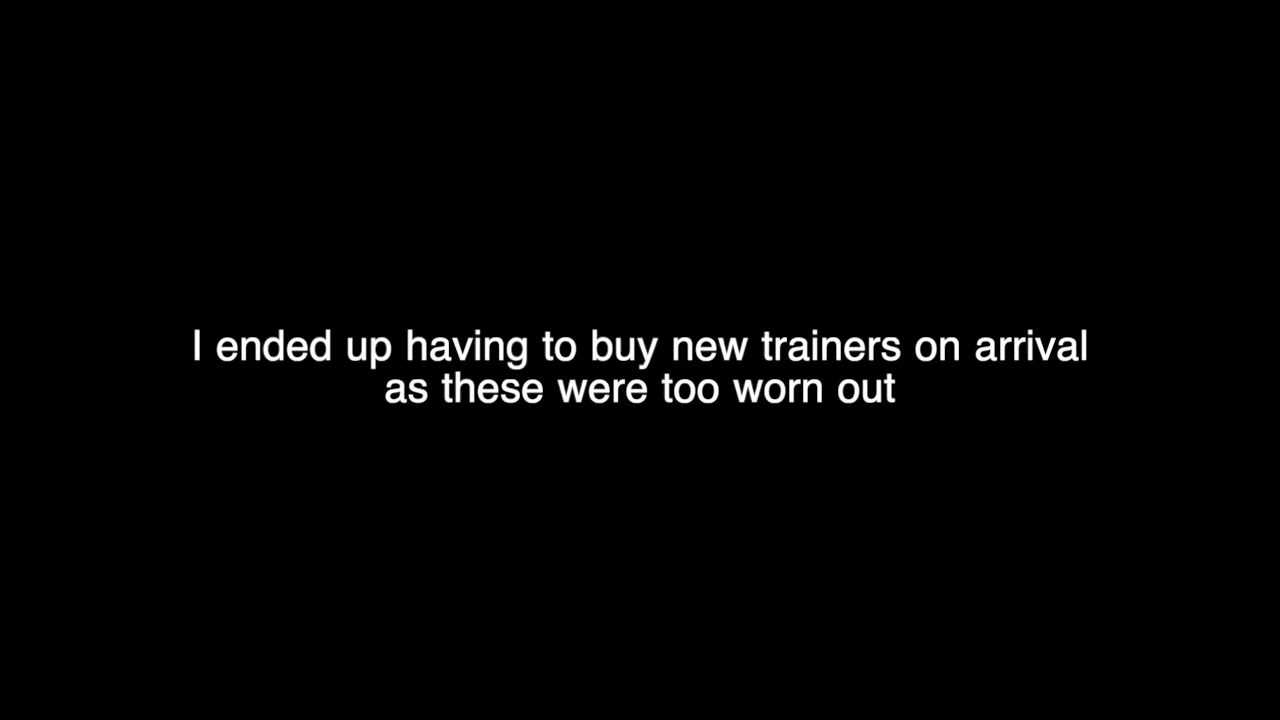 I ended up having to buy new trainers on arrival
as these were too worn out